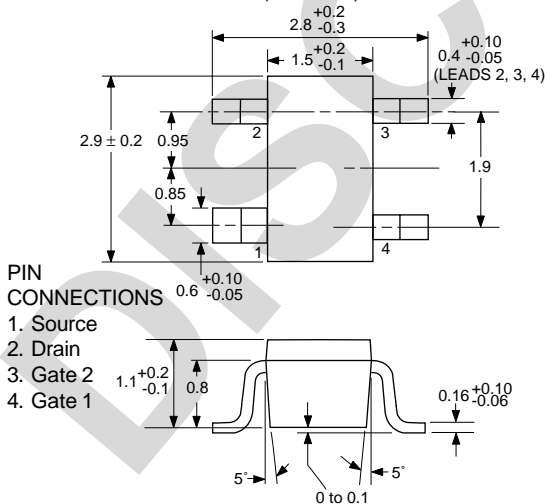 2.8 +0.2 -0.3
1.5 +0.2 -0.1
0.4 +0.10 -0.05
(LEADS 2, 3, 4)
2 3
2.9 ± 0.2 0.95
1.9
0.85
1 4
0.6 +0.10 -0.05
PIN
CONNECTIONS
1. Source
2. Drain
3. Gate 2
4. Gate 1
1.1 +0.2 -0.1 0.8
0.16 +0.10 -0.06
5° 5°
0 to 0.1
DISC